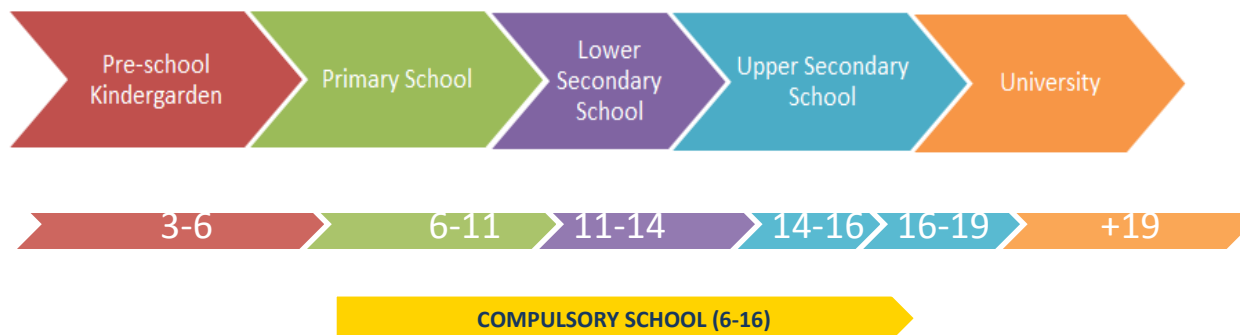 Pre-school
Kindergarden
Primary School
Lower
Secondary
School
Upper Secondary
School
University
3-6
6-11
11-14
14-16
16-19
+19
COMPULSORY SCHOOL (6-16)